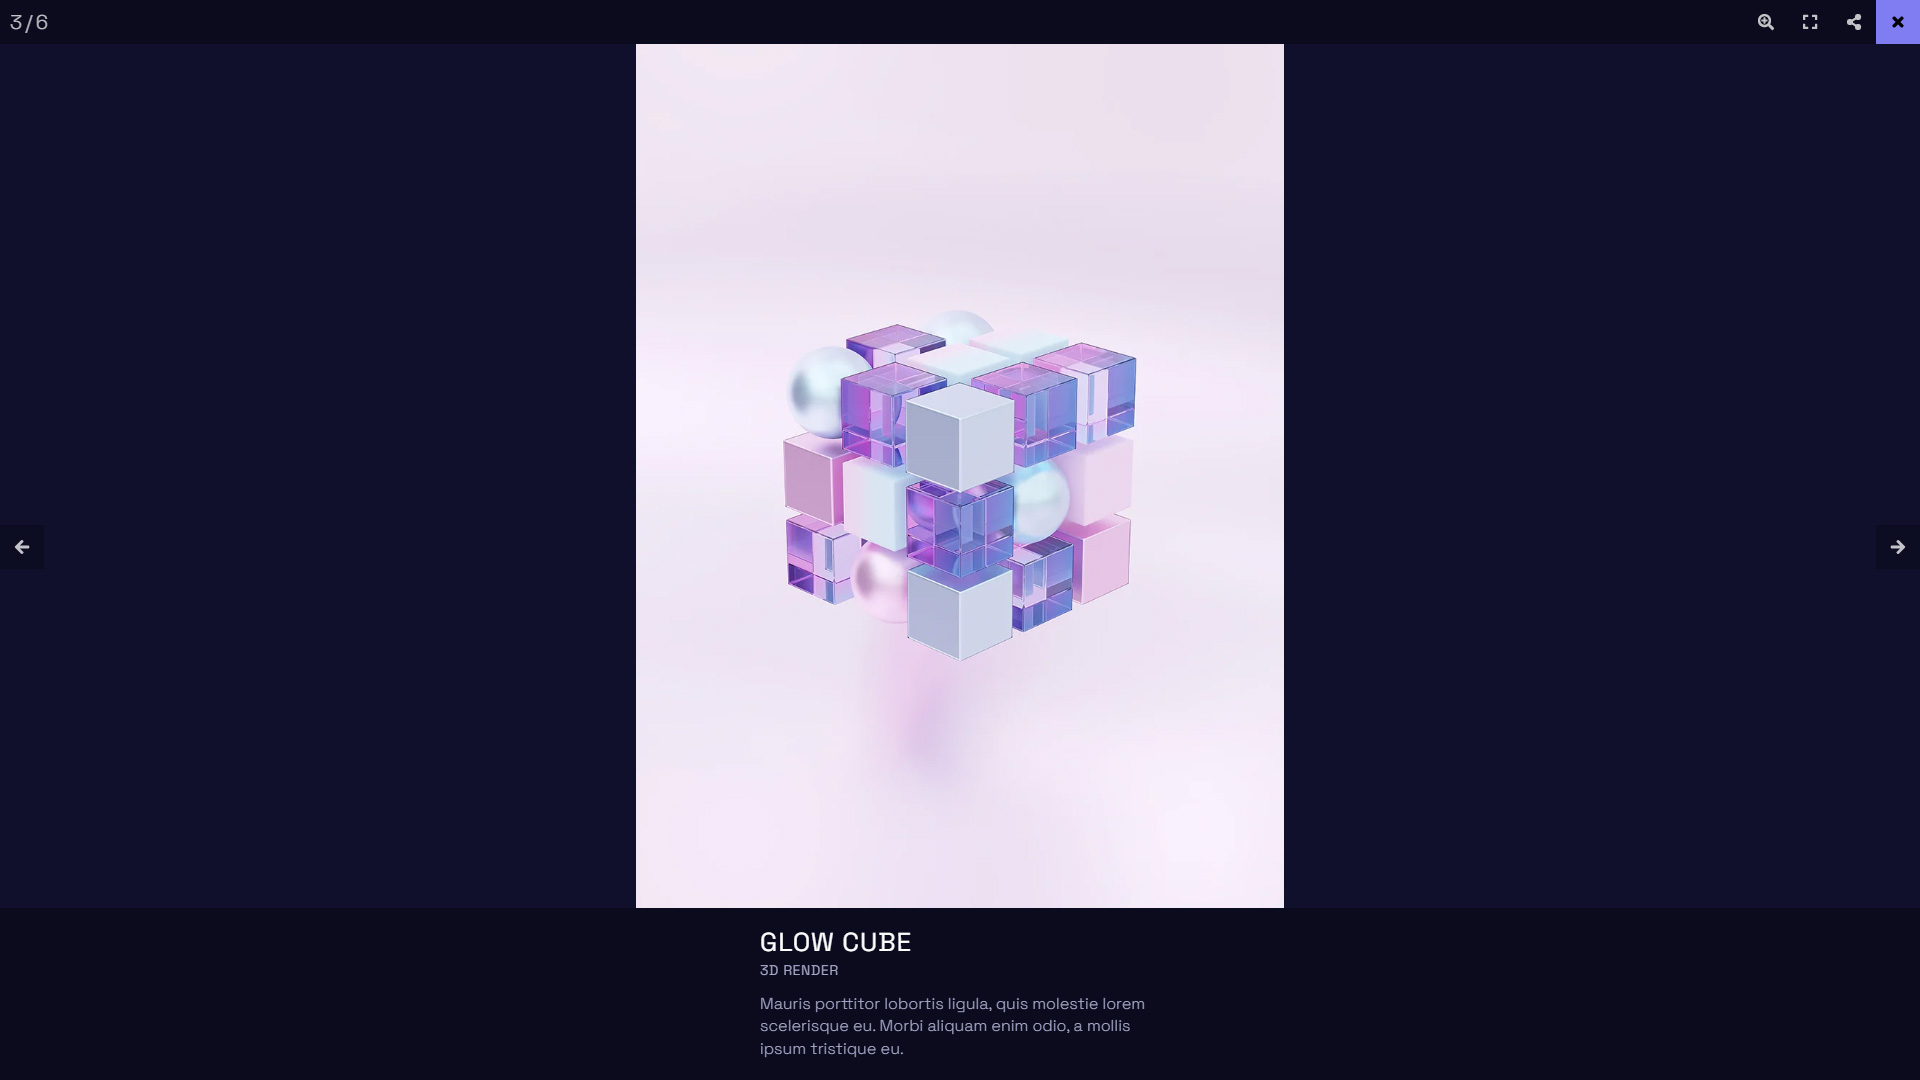 3/6
GLOW CUBE
3D RENDER
Mauris porttitor lobortis ligula, quis molestie lorem
scelerisque eu. Morbi aliquam enim odio, a mollis
ipsum tristique eu.